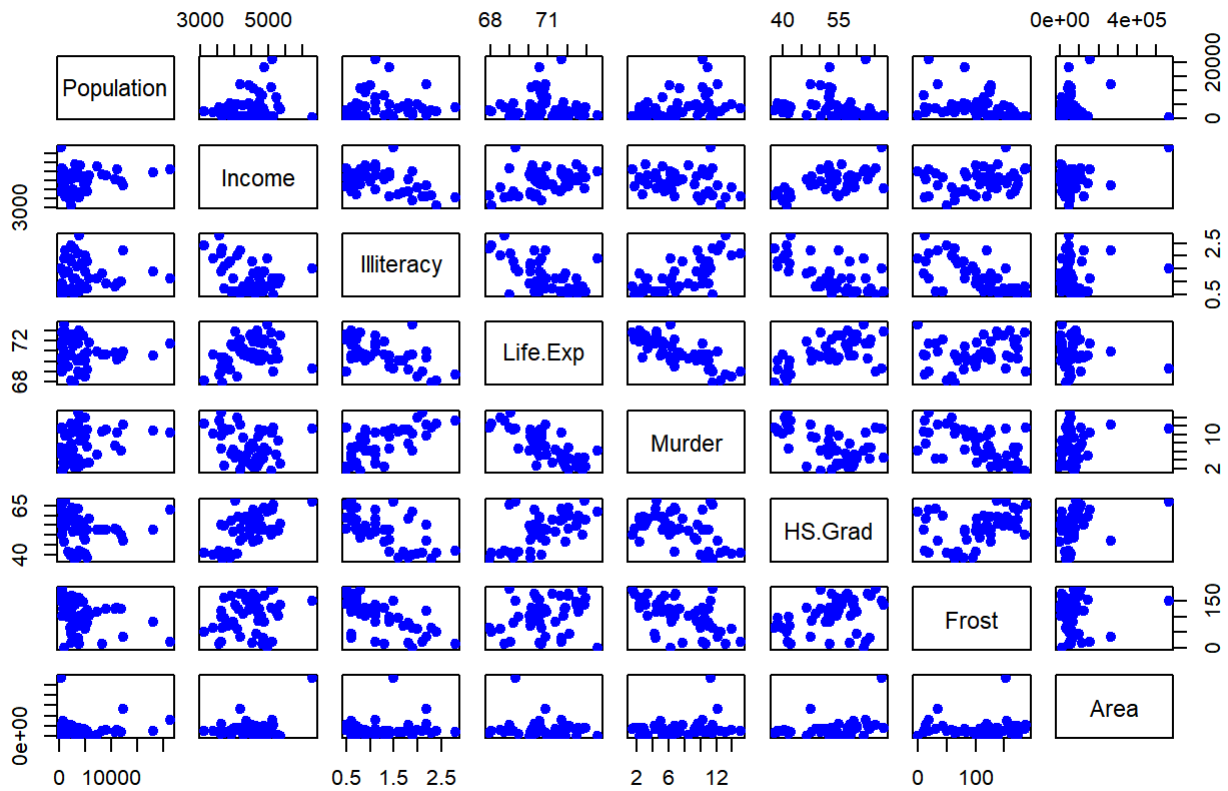 3000 5000 68 71 40 55 0e+00 4e+05
Population 0 20000
3000 Income
Illiteracy 0.5 2.5
68 72 Life.Exp
Murder 2 10
40 65 HS.Grad
Frost 0 150
0e+00 Area
0 10000 0.5 1.5 2.5 2 6 12 0 100